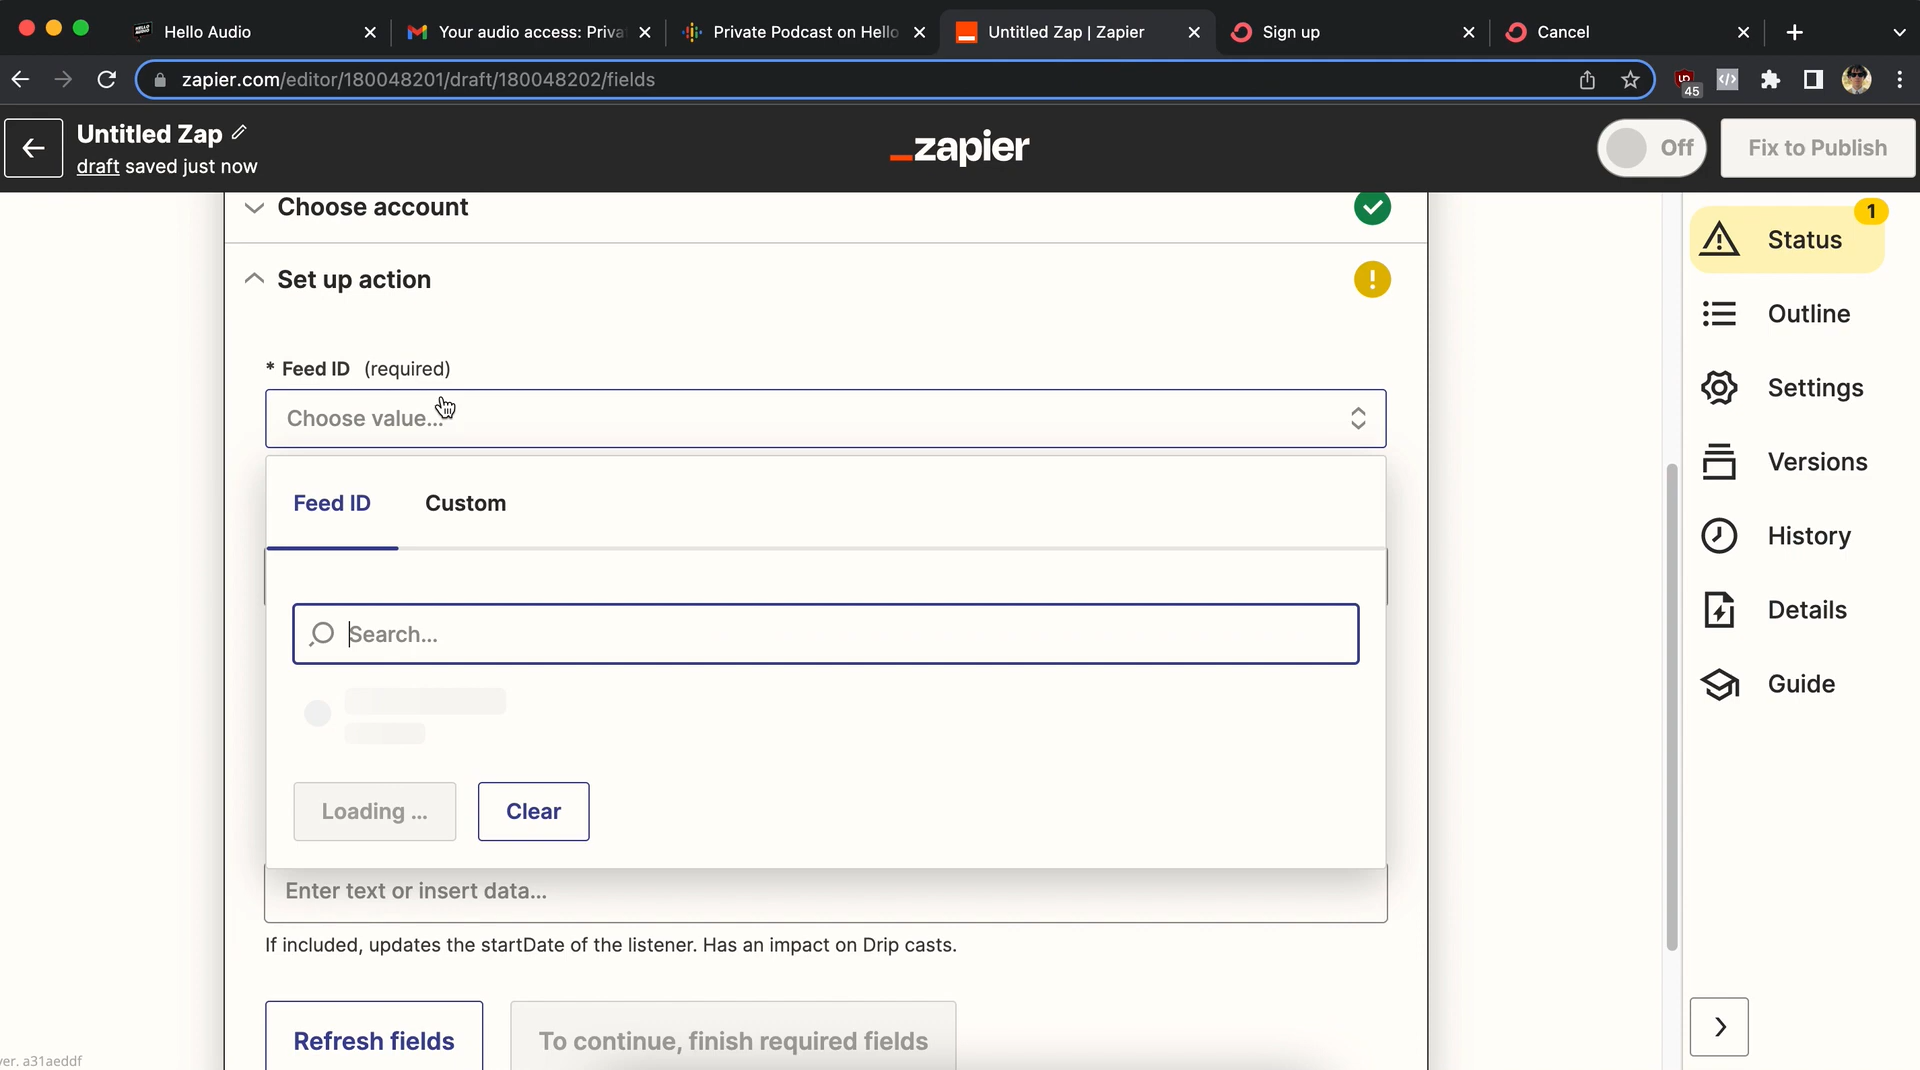 Hello Audio
Your audio access: Priva
Private Podcast on Hello
Untitled Zap | Zapier
Sign up
Cancel
zapier.com/editor/180048201/draft/180048202/fields
45
Untitled Zap
draft saved just now
_zapier
Off
Fix to Publish
Choose account
Set up action
* Feed ID (required)
Choose value...
Feed ID
Custom
Search...
Loading ...
Clear
Enter text or insert data...
If included, updates the startDate of the listener. Has an impact on Drip casts.
Refresh fields
To continue, finish required fields
1
Status
Outline
Settings
Versions
History
Details
Guide
ver. a31aeddf